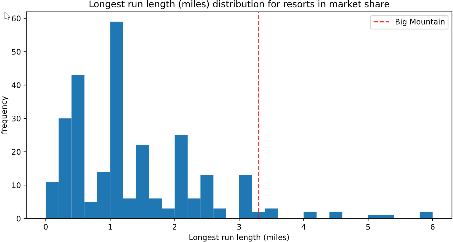 Longest run length (miles) distribution for resorts in market share
Big Mountain
60
50
40
30
20
10
0
frequency
0 1 2 3 4 5 6
Longest run length (miles)